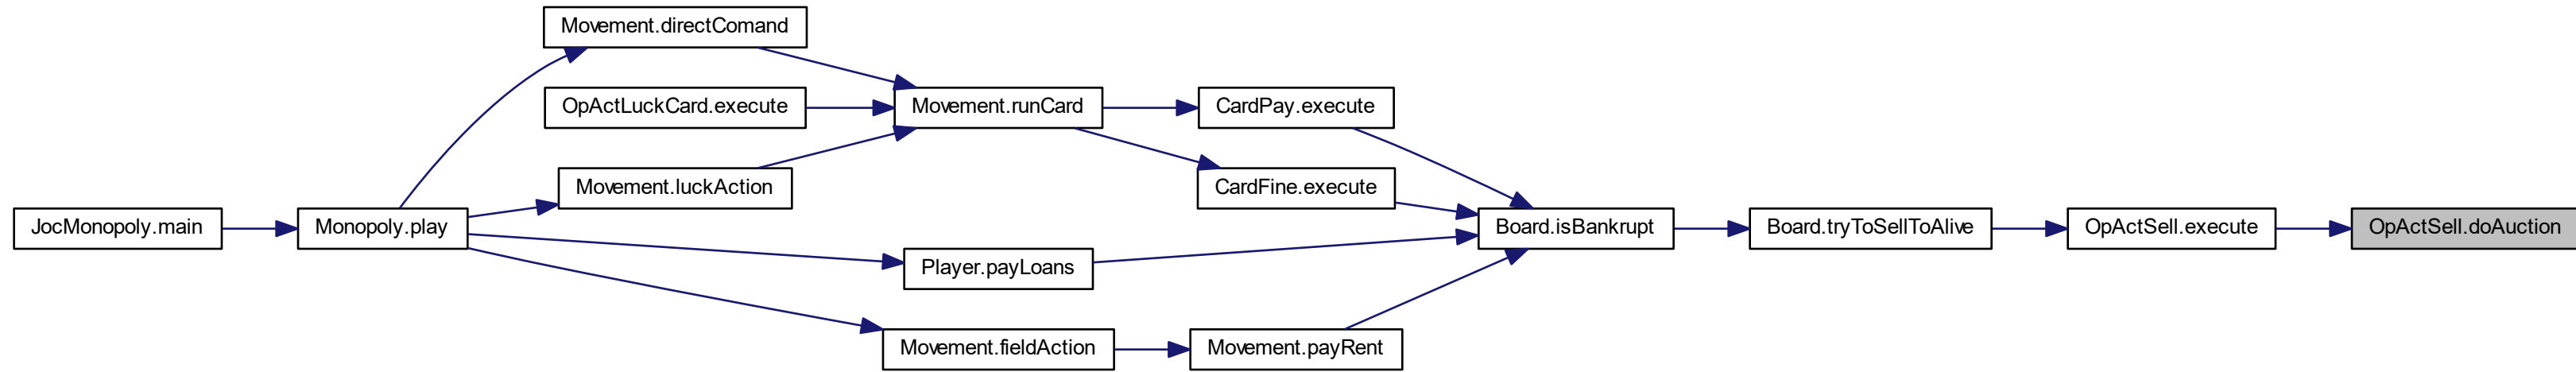 Movement.directComand
OpActLuckCard.execute
Movement.runCard
CardPay.execute
Movement.luckAction
CardFine.execute
JocMonopoly.main
Monopoly.play
Board.isBankrupt
Board.tryToSellToAlive
OpActSell.execute
OpActSell.doAuction
Player.payLoans
Movement.fieldAction
Movement.payRent